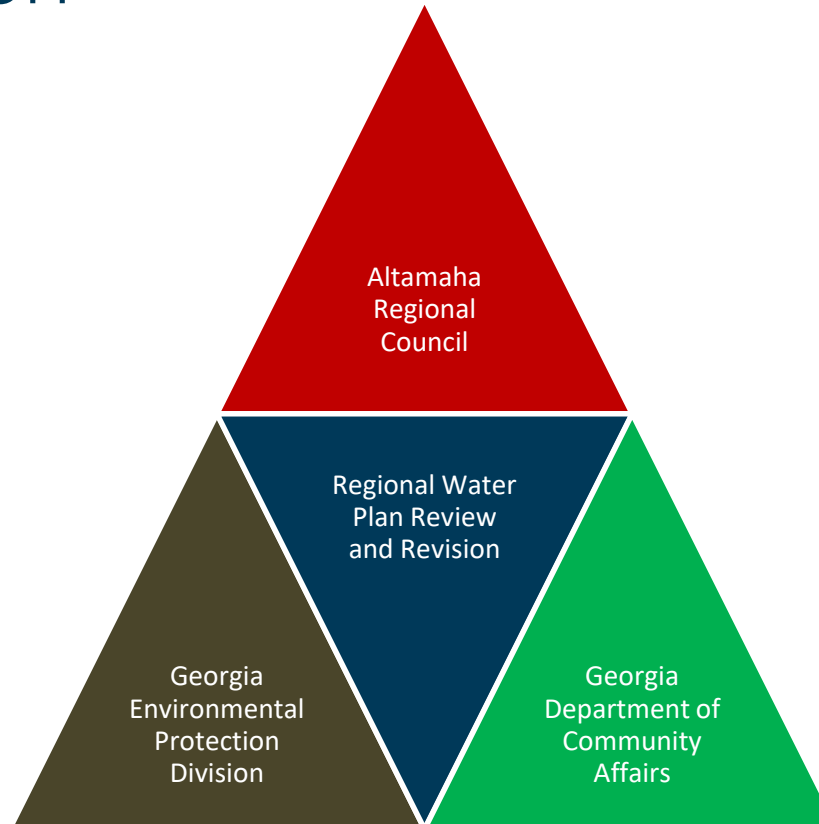 Altamaha
Regional
Council
Regional Water
Plan Review
and Revision
Georgia
Environmental
Protection
Division
Georgia
Department of
Community
Affairs